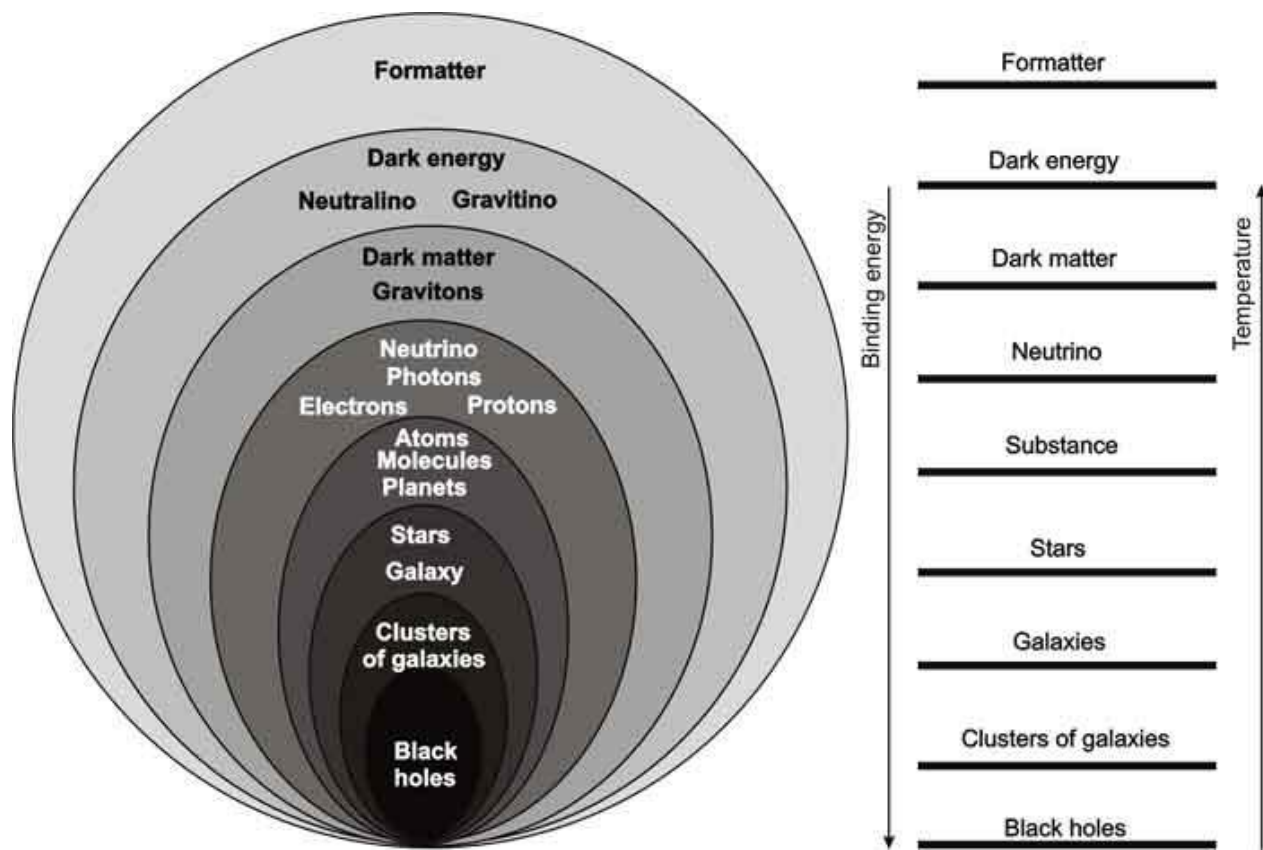 Formatter
Dark energy
Neutralino Gravitino
Dark matter
Gravitons
Neutrino
Photons
Electrons Protons
Atoms
Molecules
Planets
Stars
Galaxy
Clusters
of galaxies
Black
holes
Formatter
Dark energy
Dark matter
Neutrino
Substance
Stars
Galaxies
Clusters of galaxies
Black holes
Binding energy
Temperature